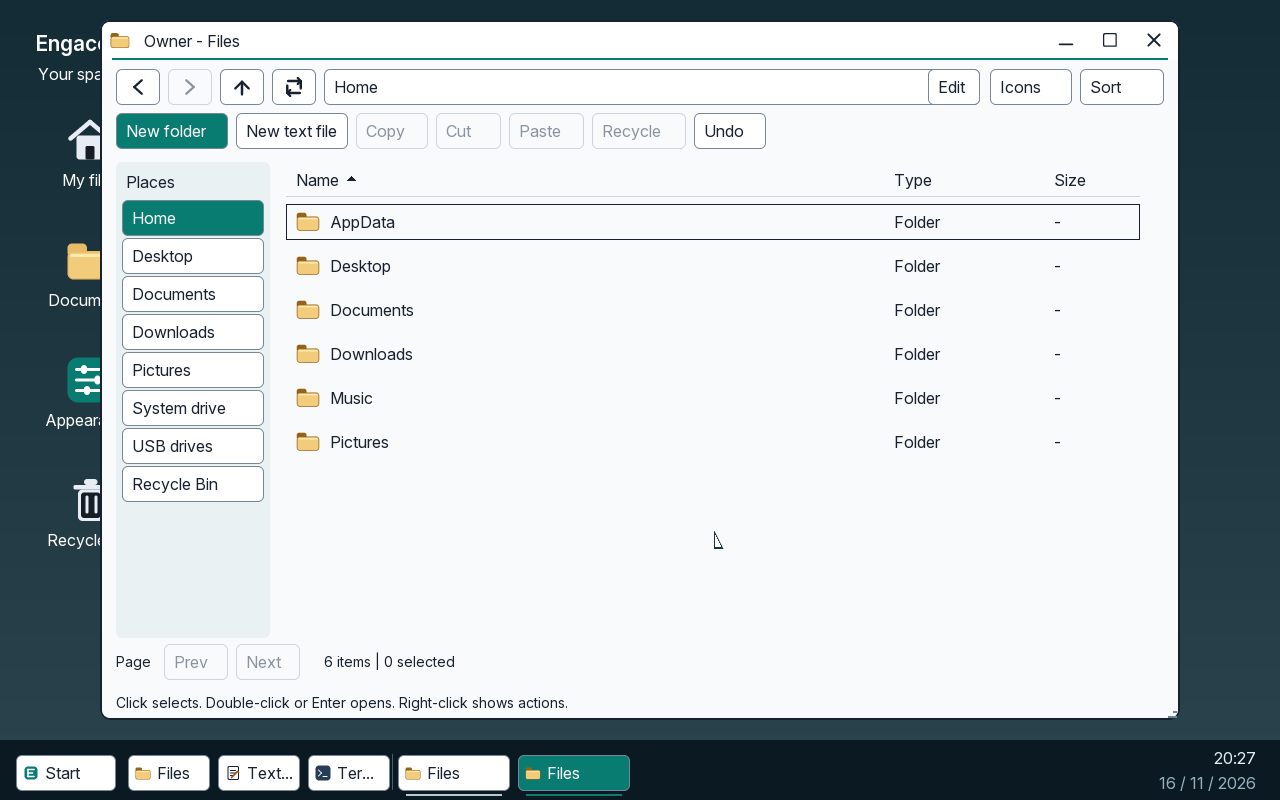 Engac
Your spa
My fil
Docum
Appear
Recycle
Owner - Files
Home
Edit
Icons
Sort
New folder
New text file
Copy
Cut
Paste
Recycle
Undo
Places
Home
Desktop
Documents
Downloads
Pictures
System drive
USB drives
Recycle Bin
Name Type Size
AppData Folder -
Desktop Folder -
Documents Folder -
Downloads Folder -
Music Folder -
Pictures Folder -
Page Prev Next 6 items | 0 selected
Click selects. Double-click or Enter opens. Right-click shows actions.
Start
Files
Text...
Ter...
Files
Files
20:27
16 / 11 / 2026